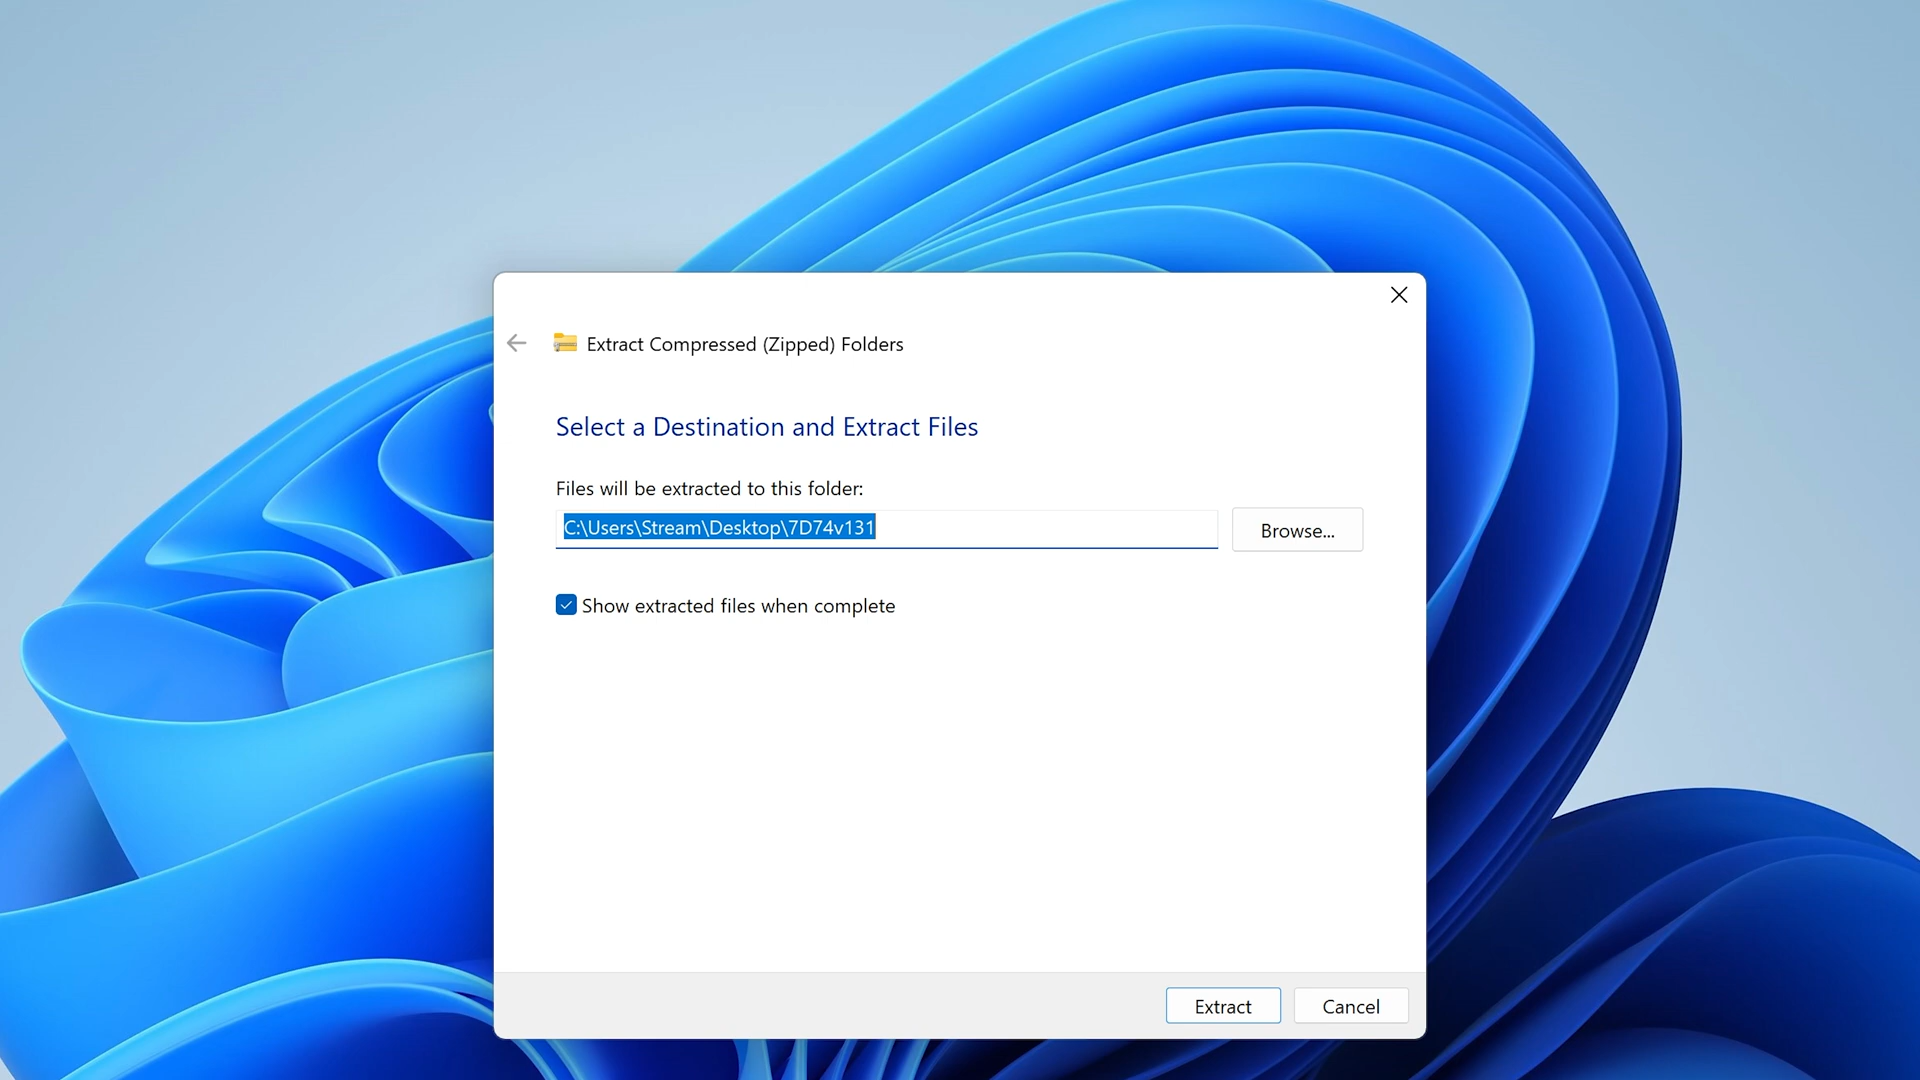 Extract Compressed (Zipped) Folders
Select a Destination and Extract Files
Files will be extracted to this folder:
C:\Users\Stream\Desktop\7D74v131
Browse...
Show extracted files when complete
Extract
Cancel